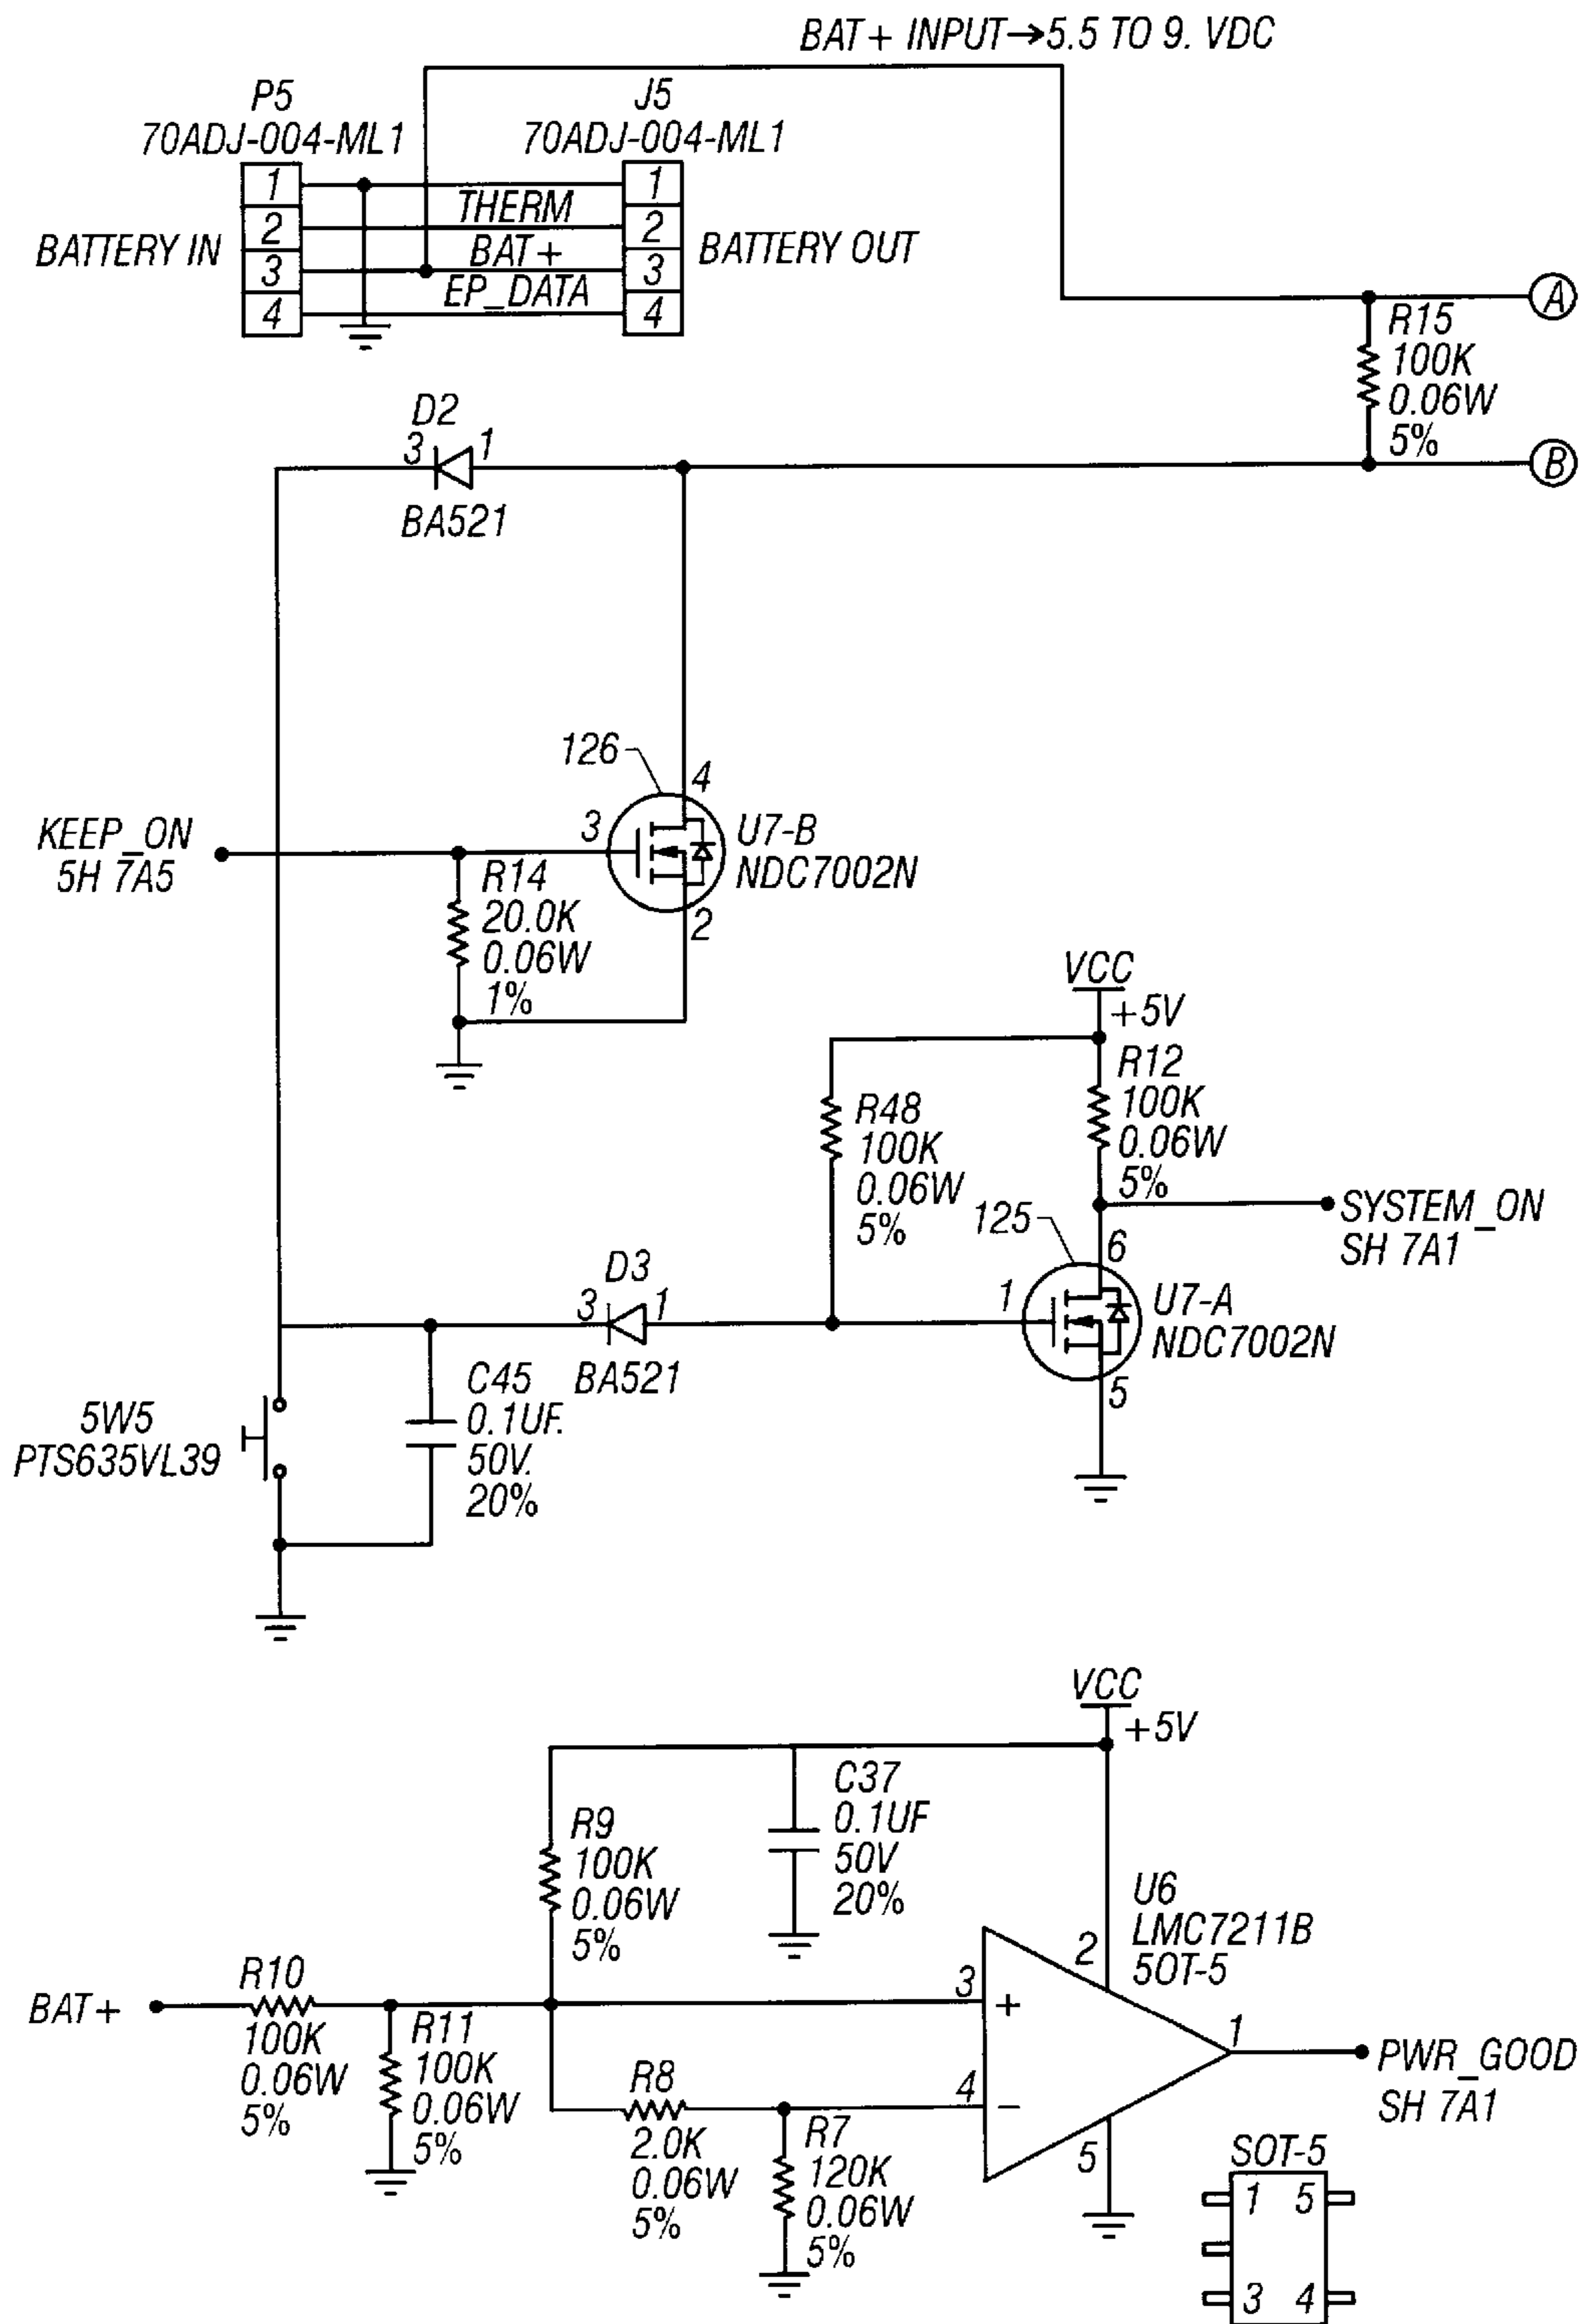 BAT+ INPUT→5.5 TO 9. VDC
P5
70ADJ-004-ML1
J5
70ADJ-004-ML1
BATTERY IN
1
2
3
4
THERM
BAT+
EP_DATA
1
2
3
4
BATTERY OUT
A
R15
100K
0.06W
5%
B
D2
3
1
BA521
126
4
KEEP_ON
5H 7A5
3
U7-B
NDC7002N
R14
20.0K
0.06W
1%
2
VCC
+5V
R48
100K
0.06W
5%
R12
100K
0.06W
5%
125
SYSTEM_ON
SH 7A1
6
D3
3
1
BA521
1
U7-A
NDC7002N
5
5W5
PTS635VL39
C45
0.1UF.
50V.
20%
VCC
+5V
R9
100K
0.06W
5%
C37
0.1UF
50V
20%
U6
LMC7211B
5OT-5
2
BAT+
R10
100K
0.06W
5%
R11
100K
0.06W
5%
3
+
4
−
1
PWR_GOOD
SH 7A1
R8
2.0K
0.06W
5%
R7
120K
0.06W
5%
5
SOT-5
1 5
3 4